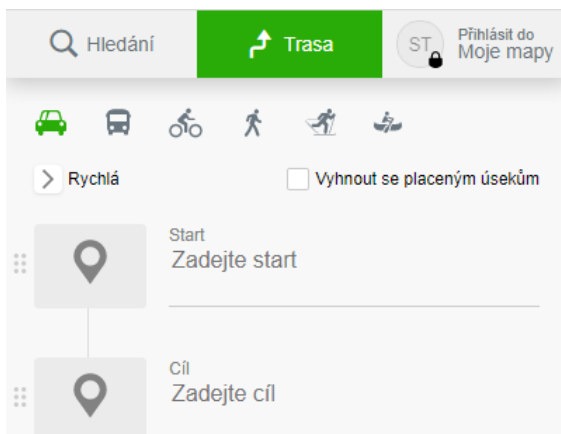 Hledání
Trasa
ST
Přihlásit do
Moje mapy
Rychlá
Vyhnout se placeným úsekům
Start
Zadejte start
Cíl
Zadejte cíl